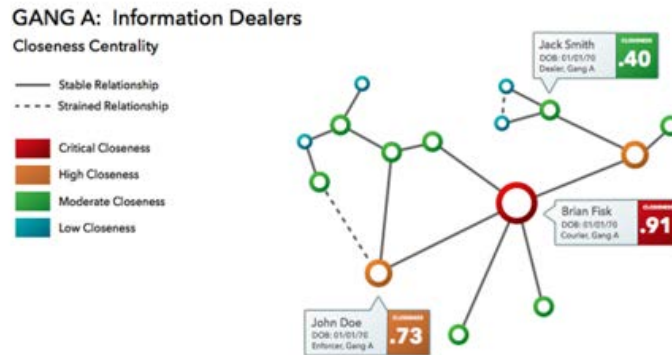 GANG A: Information Dealers
Closeness Centrality
Stable Relationship
Strained Relationship
Critical Closeness
High Closeness
Moderate Closeness
Low Closeness
Jack Smith
DOB: 01/01/70
Dealer, Gang A
CLOSENESS
.40
Brian Fisk
DOB: 01/01/70
Courier, Gang A
CLOSENESS
.91
John Doe
DOB: 01/01/70
Enforcer, Gang A
CLOSENESS
.73